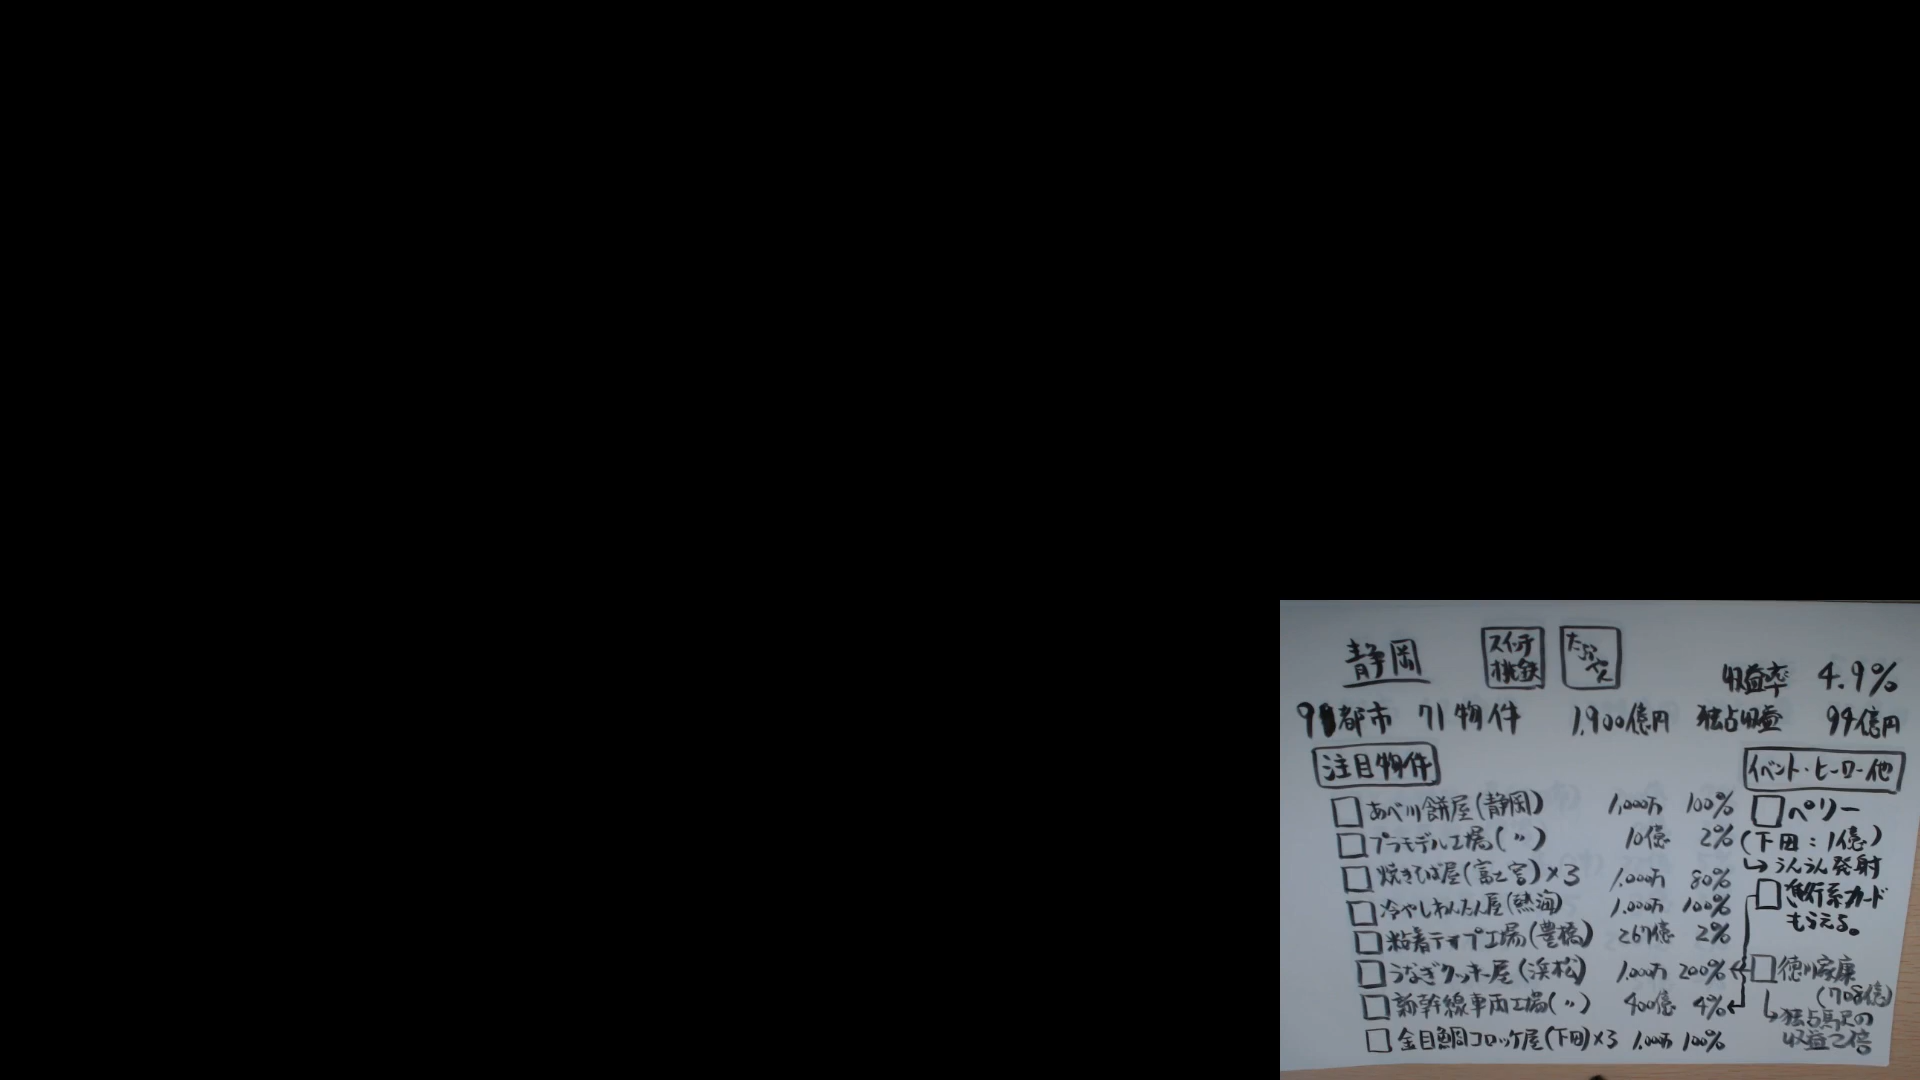 静岡
スイッチ
桃鉄
収益率 4.9%
都市 71物件 1,900億円 独占収益 94億円
注目物件
イベント・ヒーロー他
□あべ川餅屋(静岡) 1,000万 100%
□プラモデル工場(〃) 10億 2%
□焼きそば屋(富士宮)×3 1,000万 80%
□冷やしわんたん屋(熱海) 1,000万 100%
□粘着テープ工場(豊橋) 267億 2%
□うなぎクッキー屋(浜松) 1,000万 200%
□新幹線車両工場(〃) 400億 4%
□金目鯛コロッケ屋(下田)×3 1,000万 100%
□ペリー
(下田:1億)
うんうん発射
系カード
もらえる。
□徳川家康
(708億)
独占駅の
収益2倍